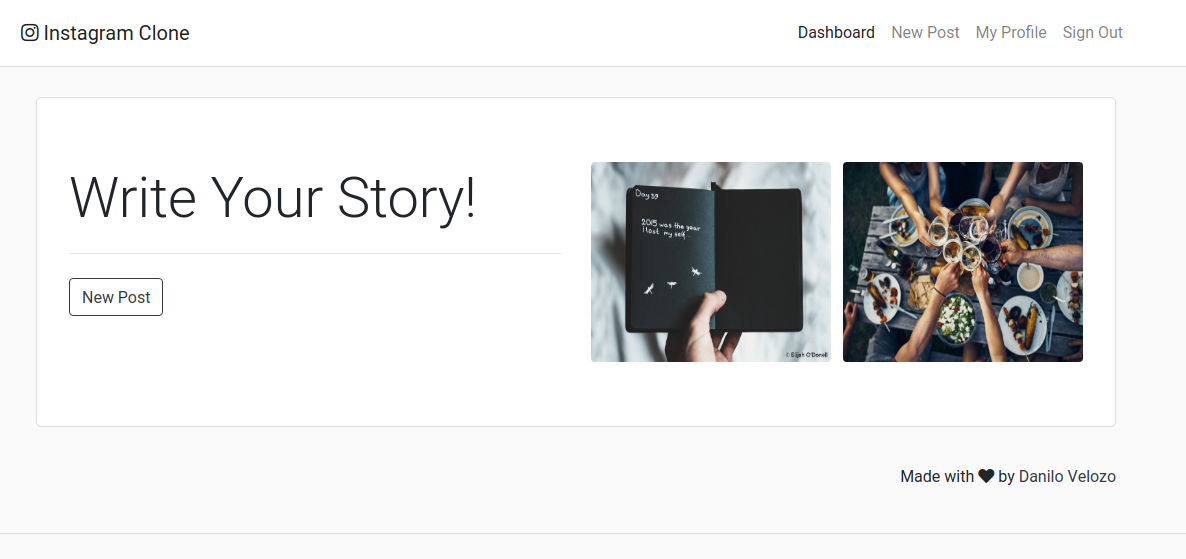 Instagram Clone
Dashboard New Post My Profile Sign Out
Write Your Story!
New Post
Day 39
2015 was the year
I lost my self...
© Elijah O'Donell
Made with ♥ by Danilo Velozo